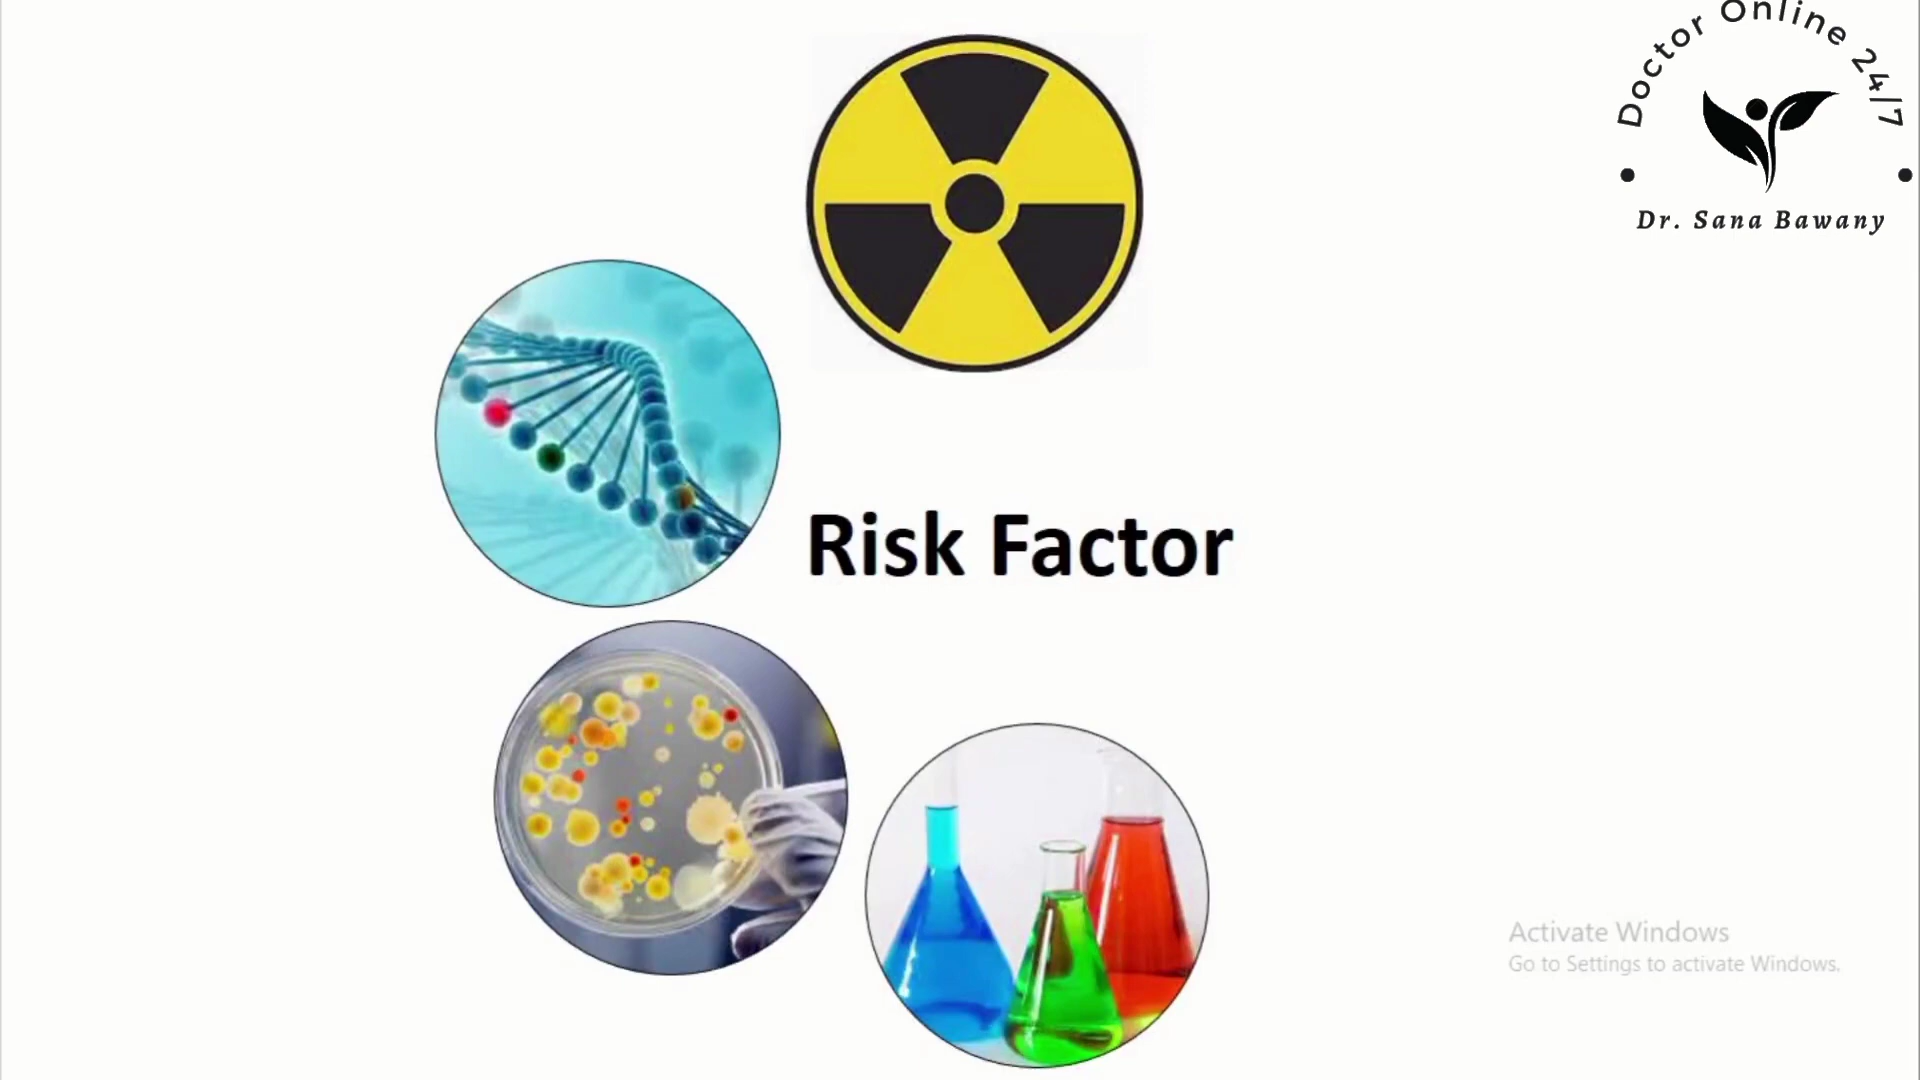 Doctor Online 24/7
Dr. Sana Bawany
Risk Factor
Activate Windows
Go to Settings to activate Windows.